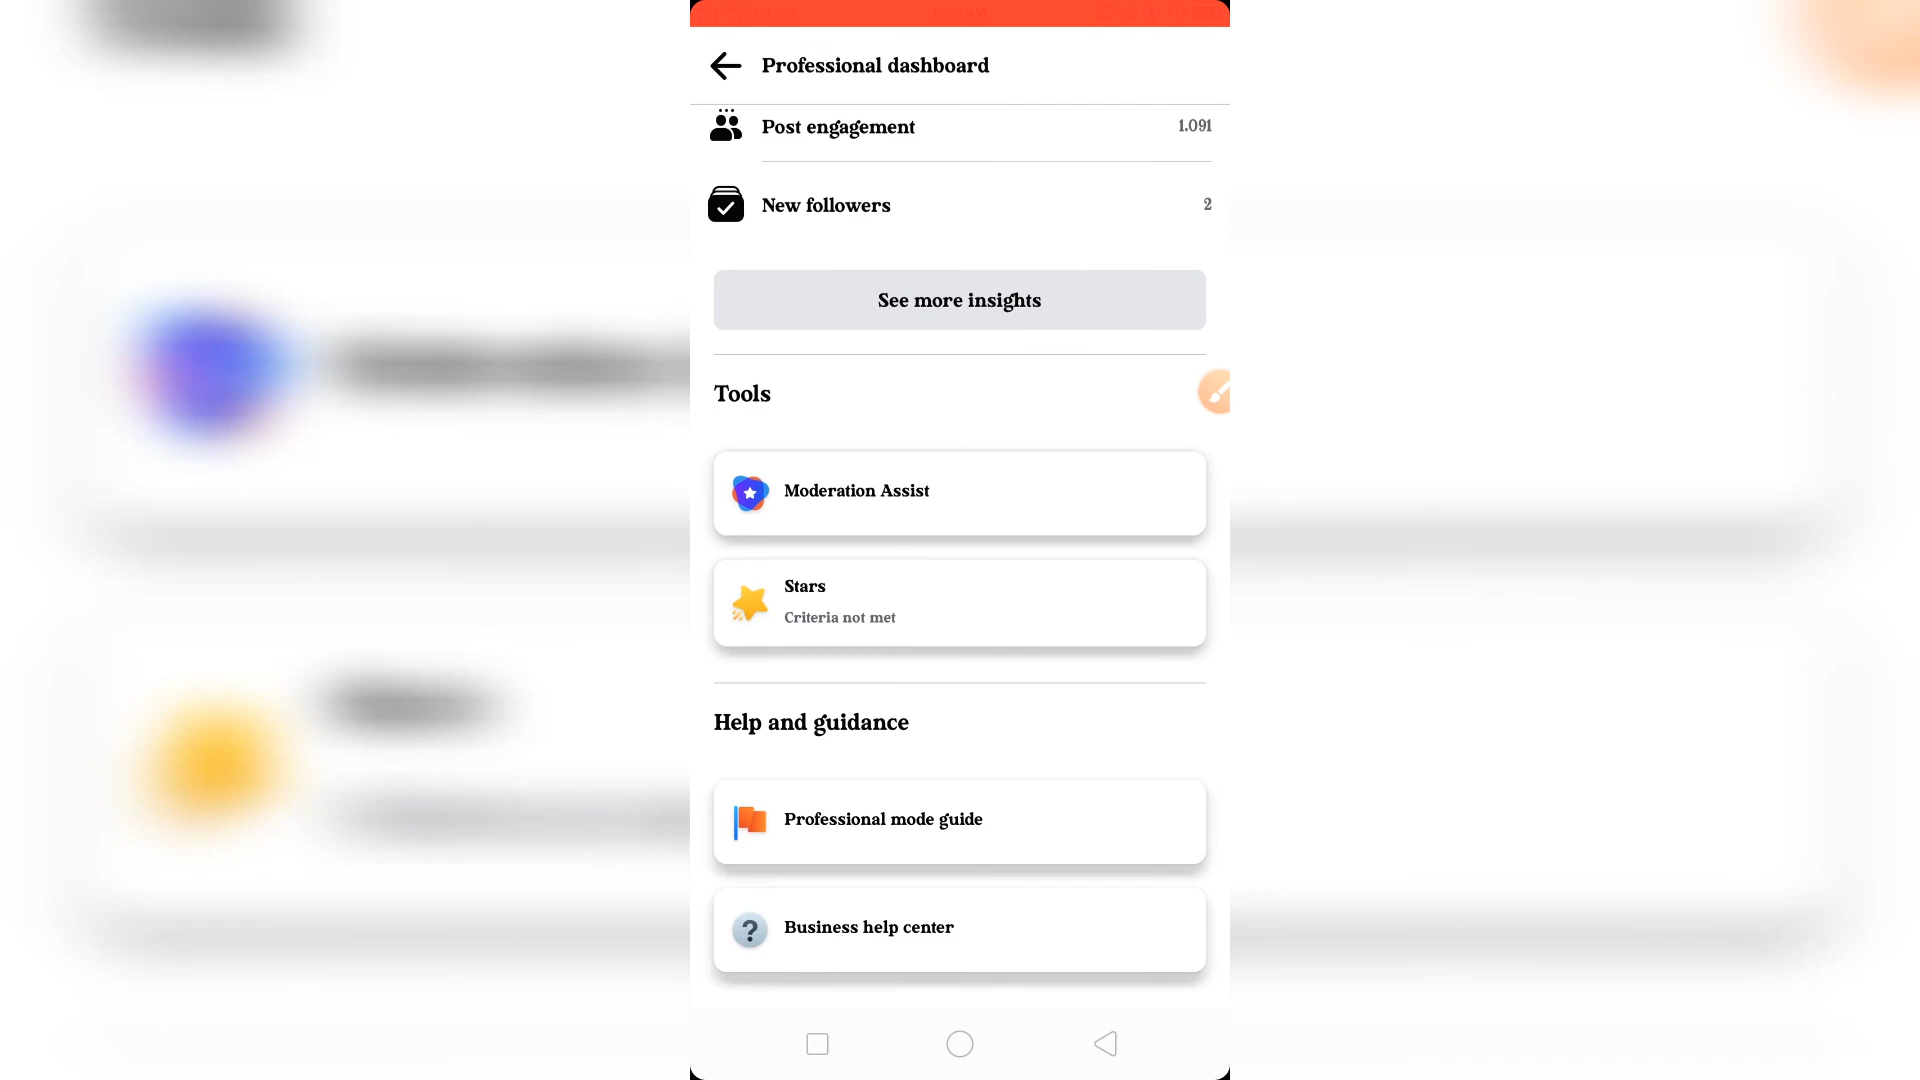 Professional dashboard
Post engagement 1.091
New followers 2
See more insights
Tools
Moderation Assist
Stars
Criteria not met
Help and guidance
Professional mode guide
?
Business help center